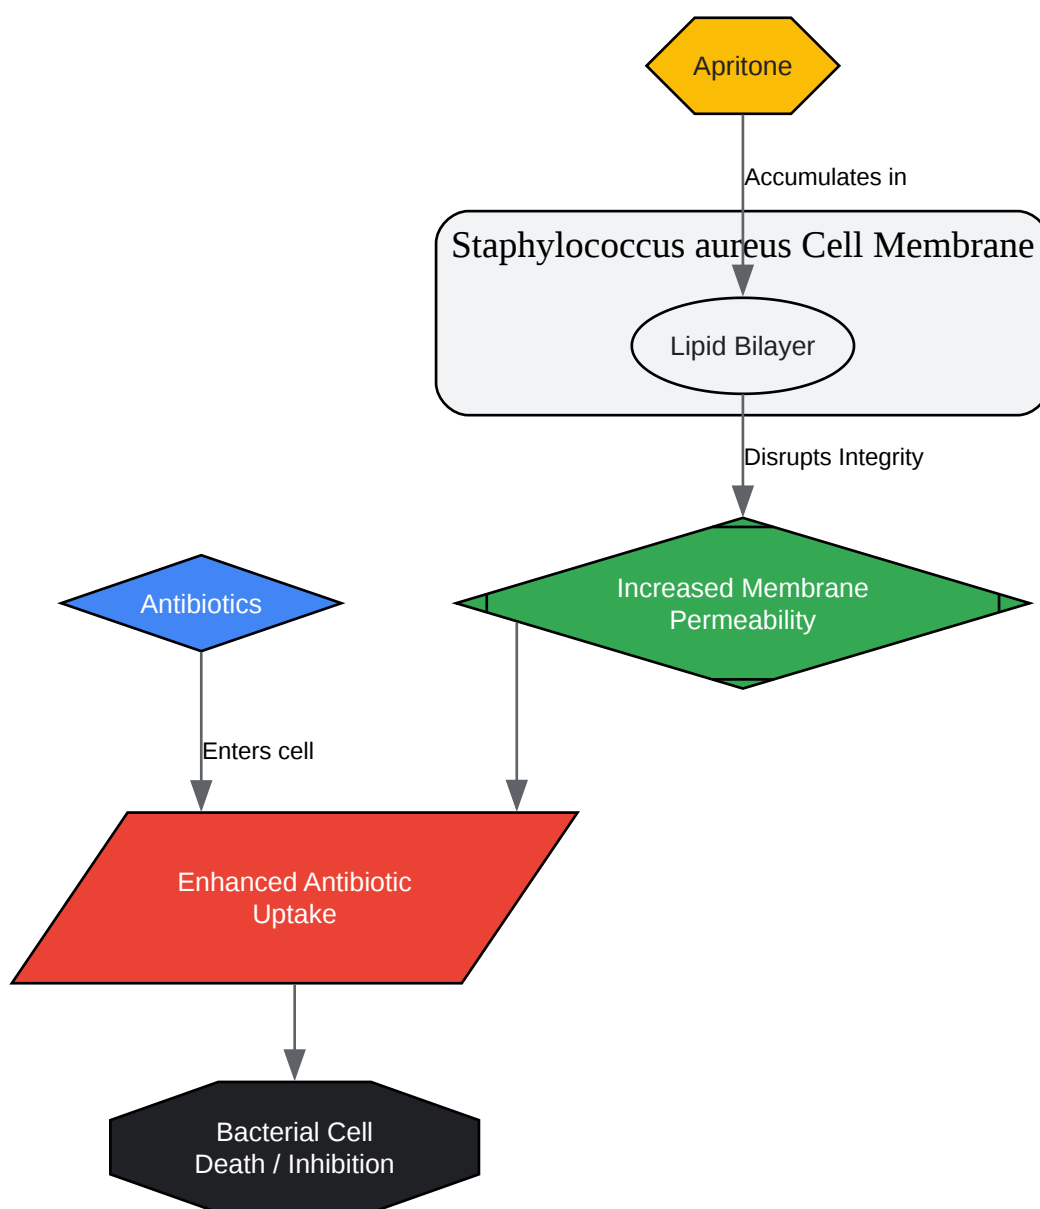 Apritone
Accumulates in
Staphylococcus aureus Cell Membrane
Lipid Bilayer
Disrupts Integrity
Antibiotics
Increased Membrane
Permeability
Enters cell
Enhanced Antibiotic
Uptake
Bacterial Cell
Death / Inhibition